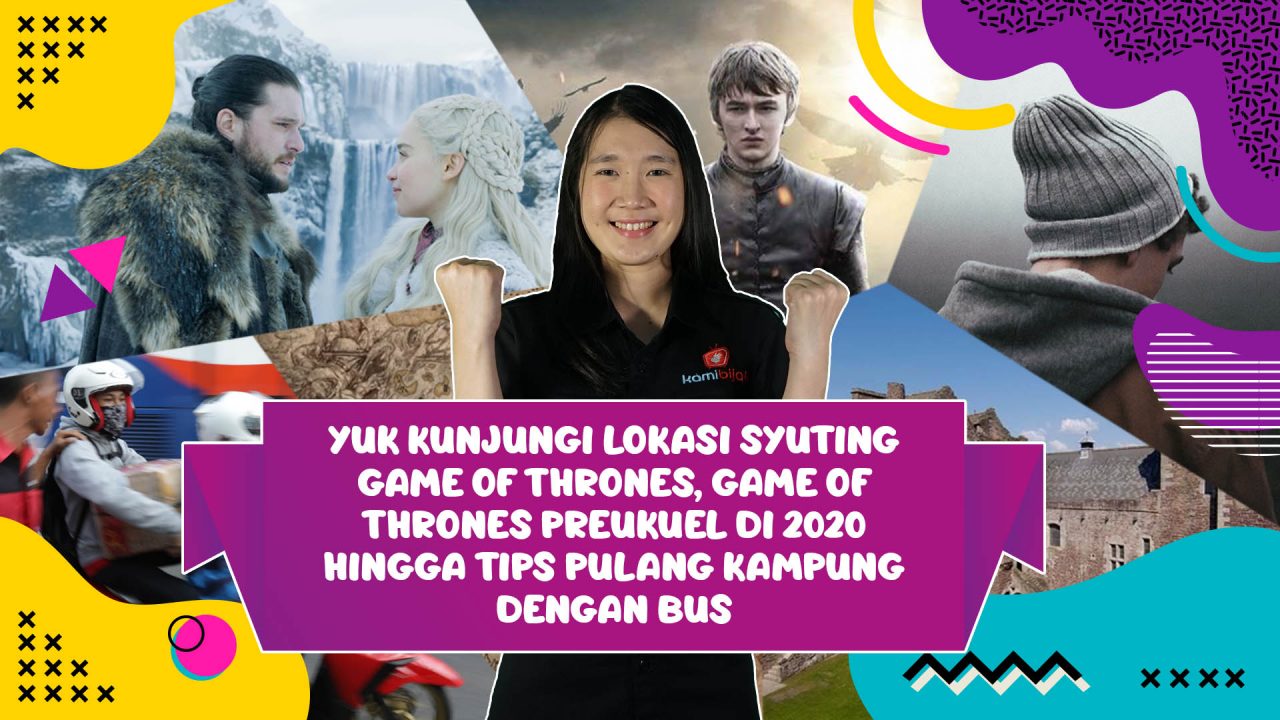 kamibijak
YUK KUNJUNGI LOKASI SYUTING
GAME OF THRONES, GAME OF
THRONES PREUKUEL DI 2020
HINGGA TIPS PULANG KAMPUNG
DENGAN BUS